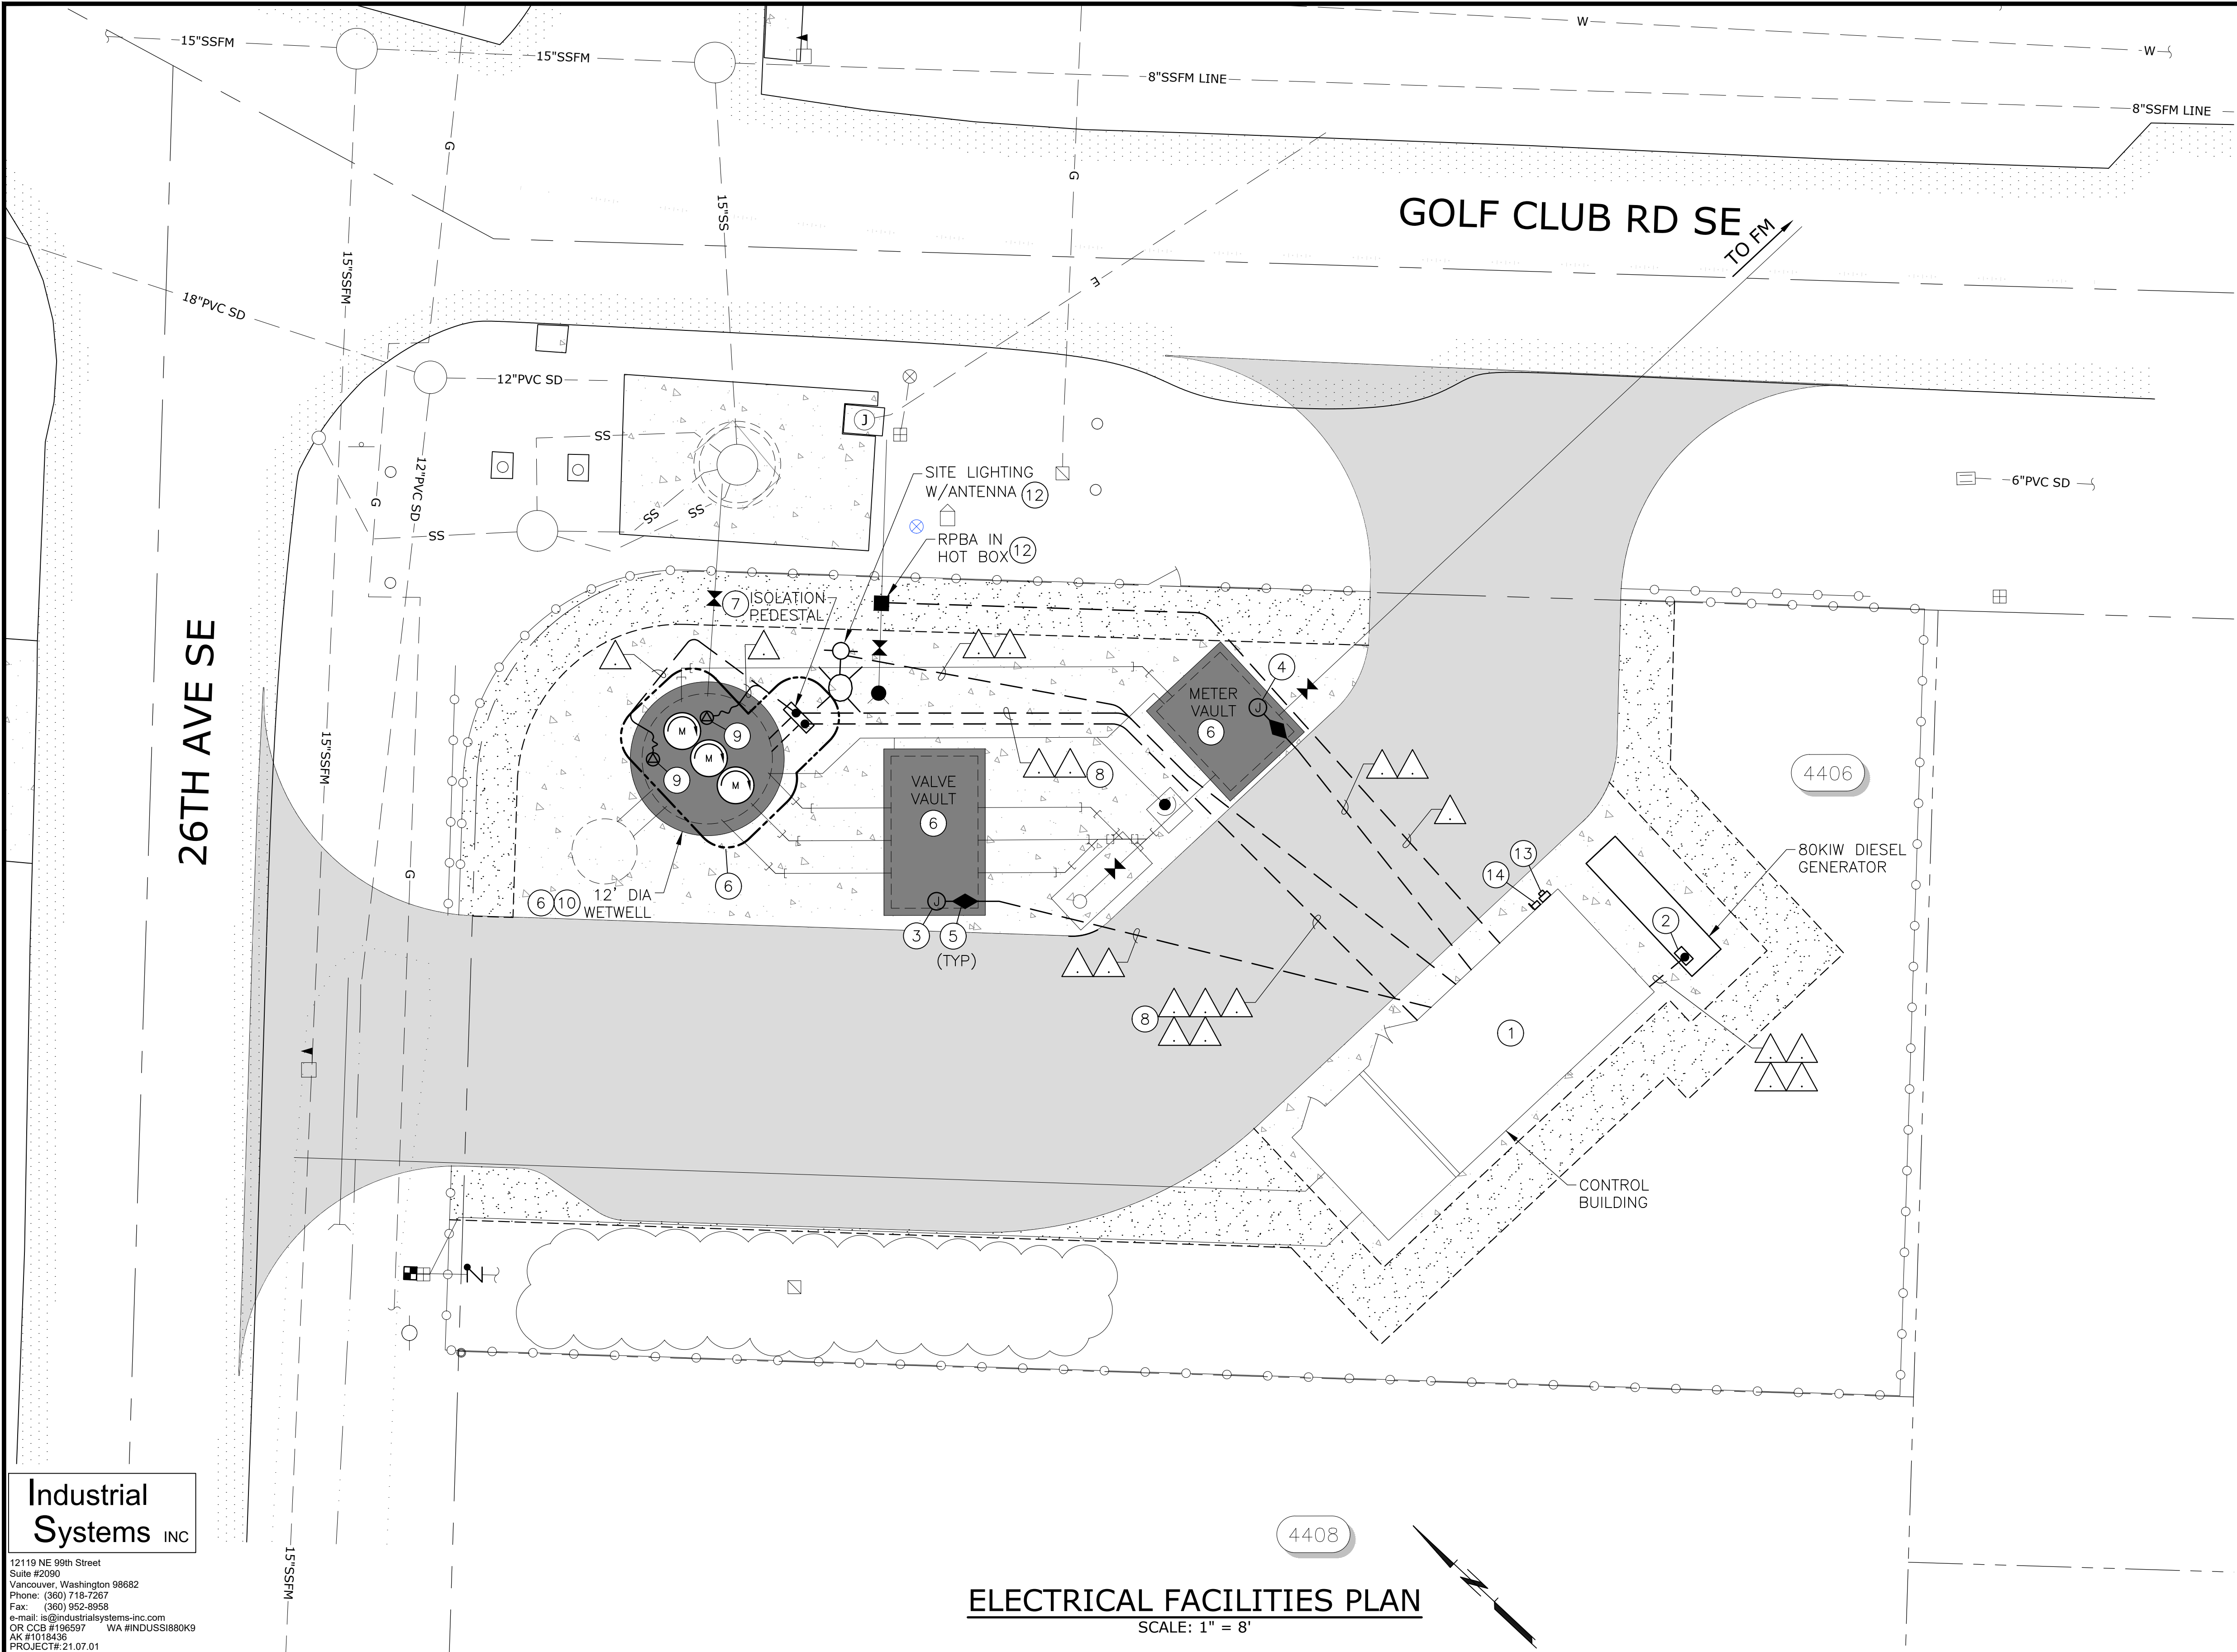 15"SSFM
15"SSFM
8"SSFM LINE
W
W
8"SSFM LINE
G
G
15"SS
15"SSFM
18"PVC SD
GOLF CLUB RD SE
TO FM
E
12"PVC SD
J
SS
12"PVC SD
G
SS
SS
SS
SITE LIGHTING
W/ANTENNA 12
RPBA IN
HOT BOX 12
6"PVC SD
7 ISOLATION
PEDESTAL
26TH AVE SE
15"SSFM
G
METER
VAULT
6
4
J
M
M
M
9
9
VALVE
VAULT
6
8
4406
6
6 10 12' DIA
WETWELL
J
3 5
(TYP)
13
14
80KIW DIESEL
GENERATOR
2
8
1
CONTROL
BUILDING
15"SSFM
4408
ELECTRICAL FACILITIES PLAN
SCALE: 1" = 8'
Industrial
Systems INC
12119 NE 99th Street
Suite #2090
Vancouver, Washington 98682
Phone: (360) 718-7267
Fax: (360) 952-8958
e-mail: is@industrialsystems-inc.com
OR CCB #196597 WA #INDUSSI880K9
AK #1018436
PROJECT#: 21.07.01